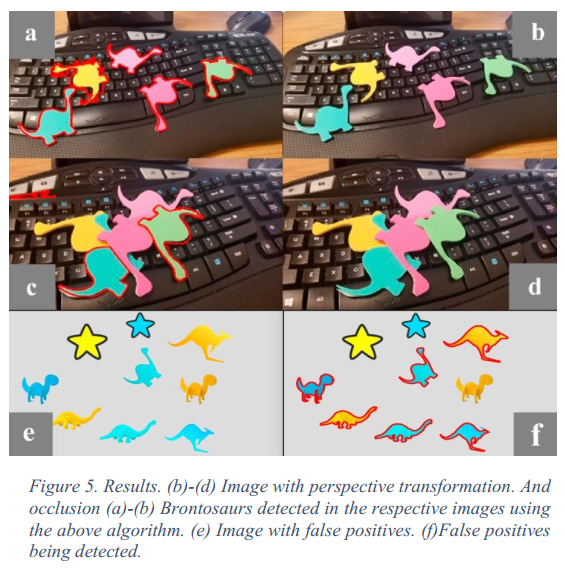 a
b
c
d
e
f
Figure 5. Results. (b)-(d) Image with perspective transformation. And
occlusion (a)-(b) Brontosaurs detected in the respective images using
the above algorithm. (e) Image with false positives. (f)False positives
being detected.